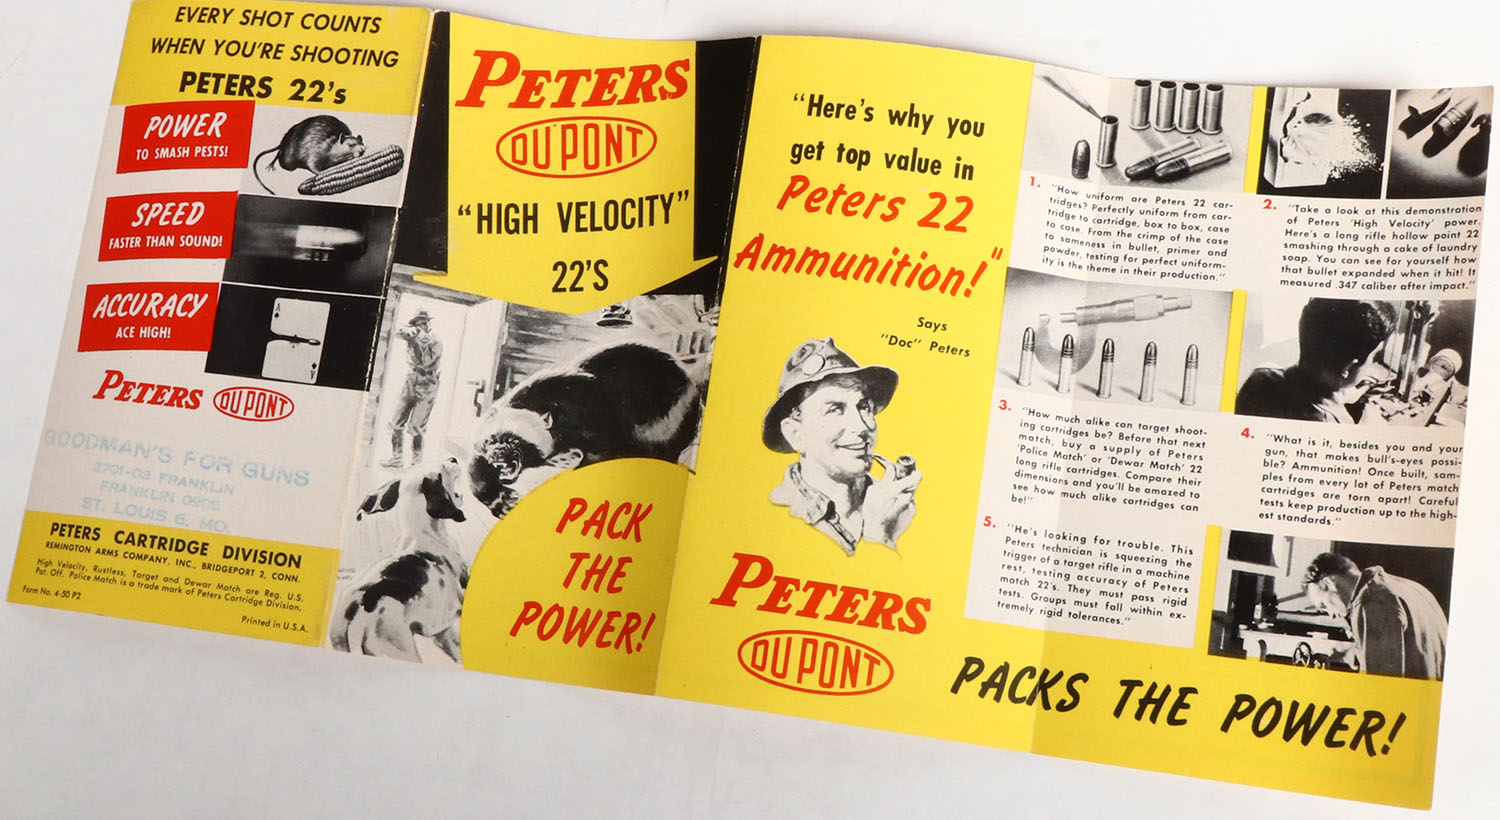 EVERY SHOT COUNTS
WHEN YOU'RE SHOOTING
PETERS 22's
POWER
TO SMASH PESTS!
SPEED
FASTER THAN SOUND!
ACCURACY
ACE HIGH!
PETERS DU PONT
GOODMAN'S FOR GUNS
2701-03 FRANKLIN
FRANKLIN 0906
ST. LOUIS 6, MO.
PETERS CARTRIDGE DIVISION
REMINGTON ARMS COMPANY, INC., BRIDGEPORT 2, CONN.
High Velocity, Rustless, Target and Dewar Match are Reg. U.S.
Pat. Off. Police Match is a trade mark of Peters Cartridge Division.
Form No. 4-50 P2
Printed in U.S.A.
PETERS
DU PONT
"HIGH VELOCITY"
22'S
PACK
THE
POWER!
"Here's why you
get top value in
Peters 22
Ammunition!"
Says
"Doc" Peters
PETERS
DU PONT
1. "How uniform are Peters 22 car-
tridges? Perfectly uniform from car-
tridge to cartridge, box to box, case
to case. From the crimp of the case
to sameness in bullet, primer and
powder, testing for perfect uniform-
ity is the theme in their production."
2. "Take a look at this demonstration
of Peters 'High Velocity' power.
Here's a long rifle hollow point 22
smashing through a cake of laundry
soap. You can see for yourself how
that bullet expanded when it hit! It
measured .347 caliber after impact."
3. "How much alike can target shoot-
ing cartridges be? Before that next
match, buy a supply of Peters
'Police Match' or 'Dewar Match' 22
long rifle cartridges. Compare their
dimensions and you'll be amazed to
see how much alike cartridges can
be!"
4. "What is it, besides you and your
gun, that makes bull's-eyes possi-
ble? Ammunition! Once built, sam-
ples from every lot of Peters match
cartridges are torn apart! Careful
tests keep production up to the high-
est standards."
5. "He's looking for trouble. This
Peters technician is squeezing the
trigger of a target rifle in a machine
rest, testing accuracy of Peters
match 22's. They must pass rigid
tests. Groups must fall within ex-
tremely rigid tolerances."
PACKS THE POWER!